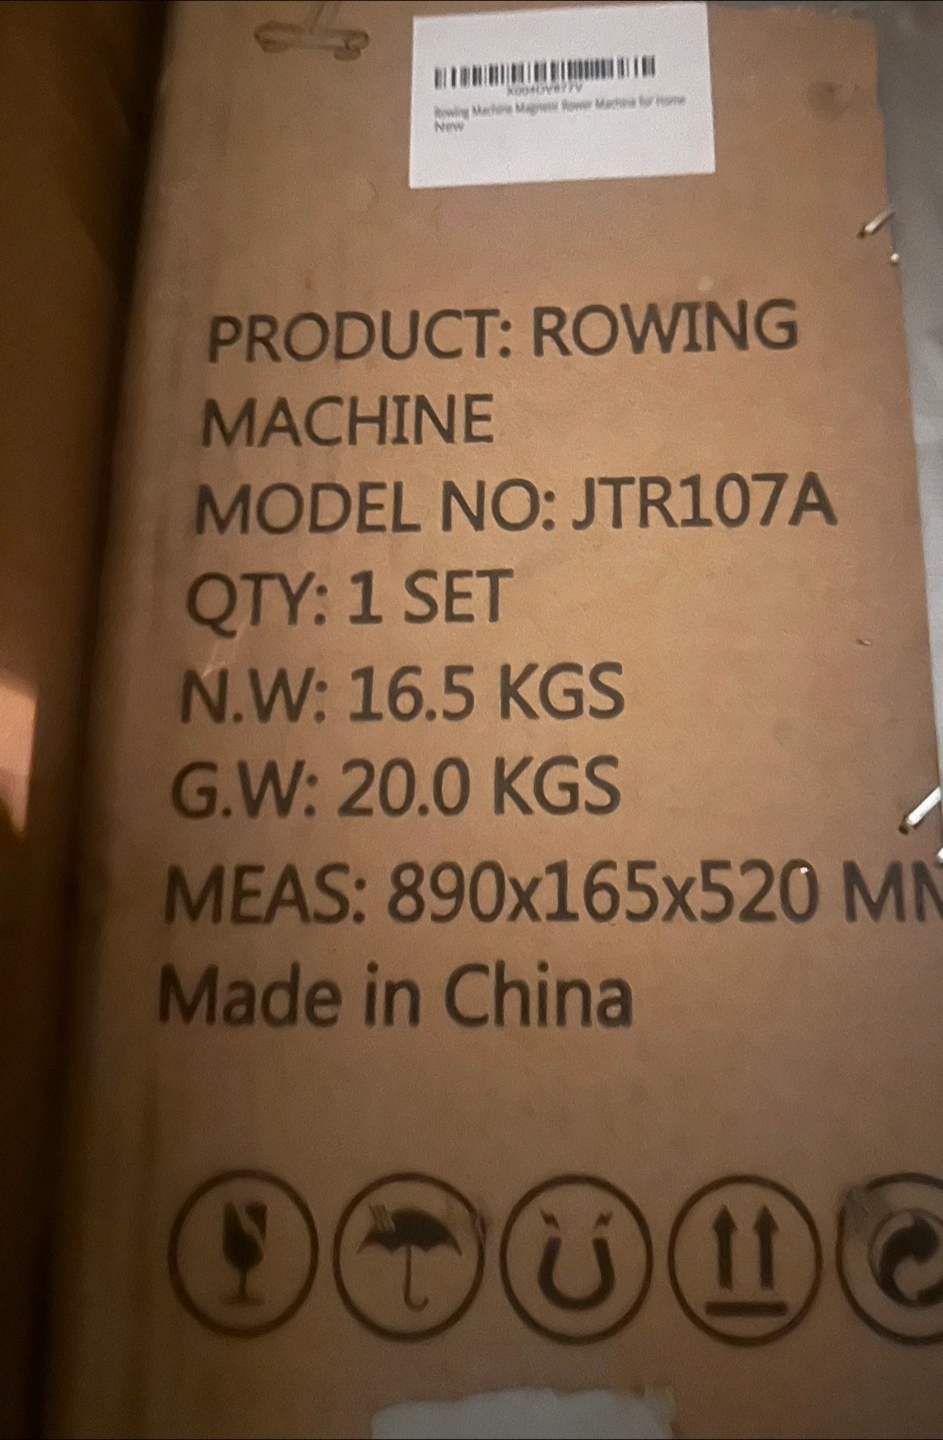 Rowing Machine Magnetic Rower Machine for Home
New
PRODUCT: ROWING
MACHINE
MODEL NO: JTR107A
QTY: 1 SET
N.W: 16.5 KGS
G.W: 20.0 KGS
MEAS: 890x165x520 MM
Made in China